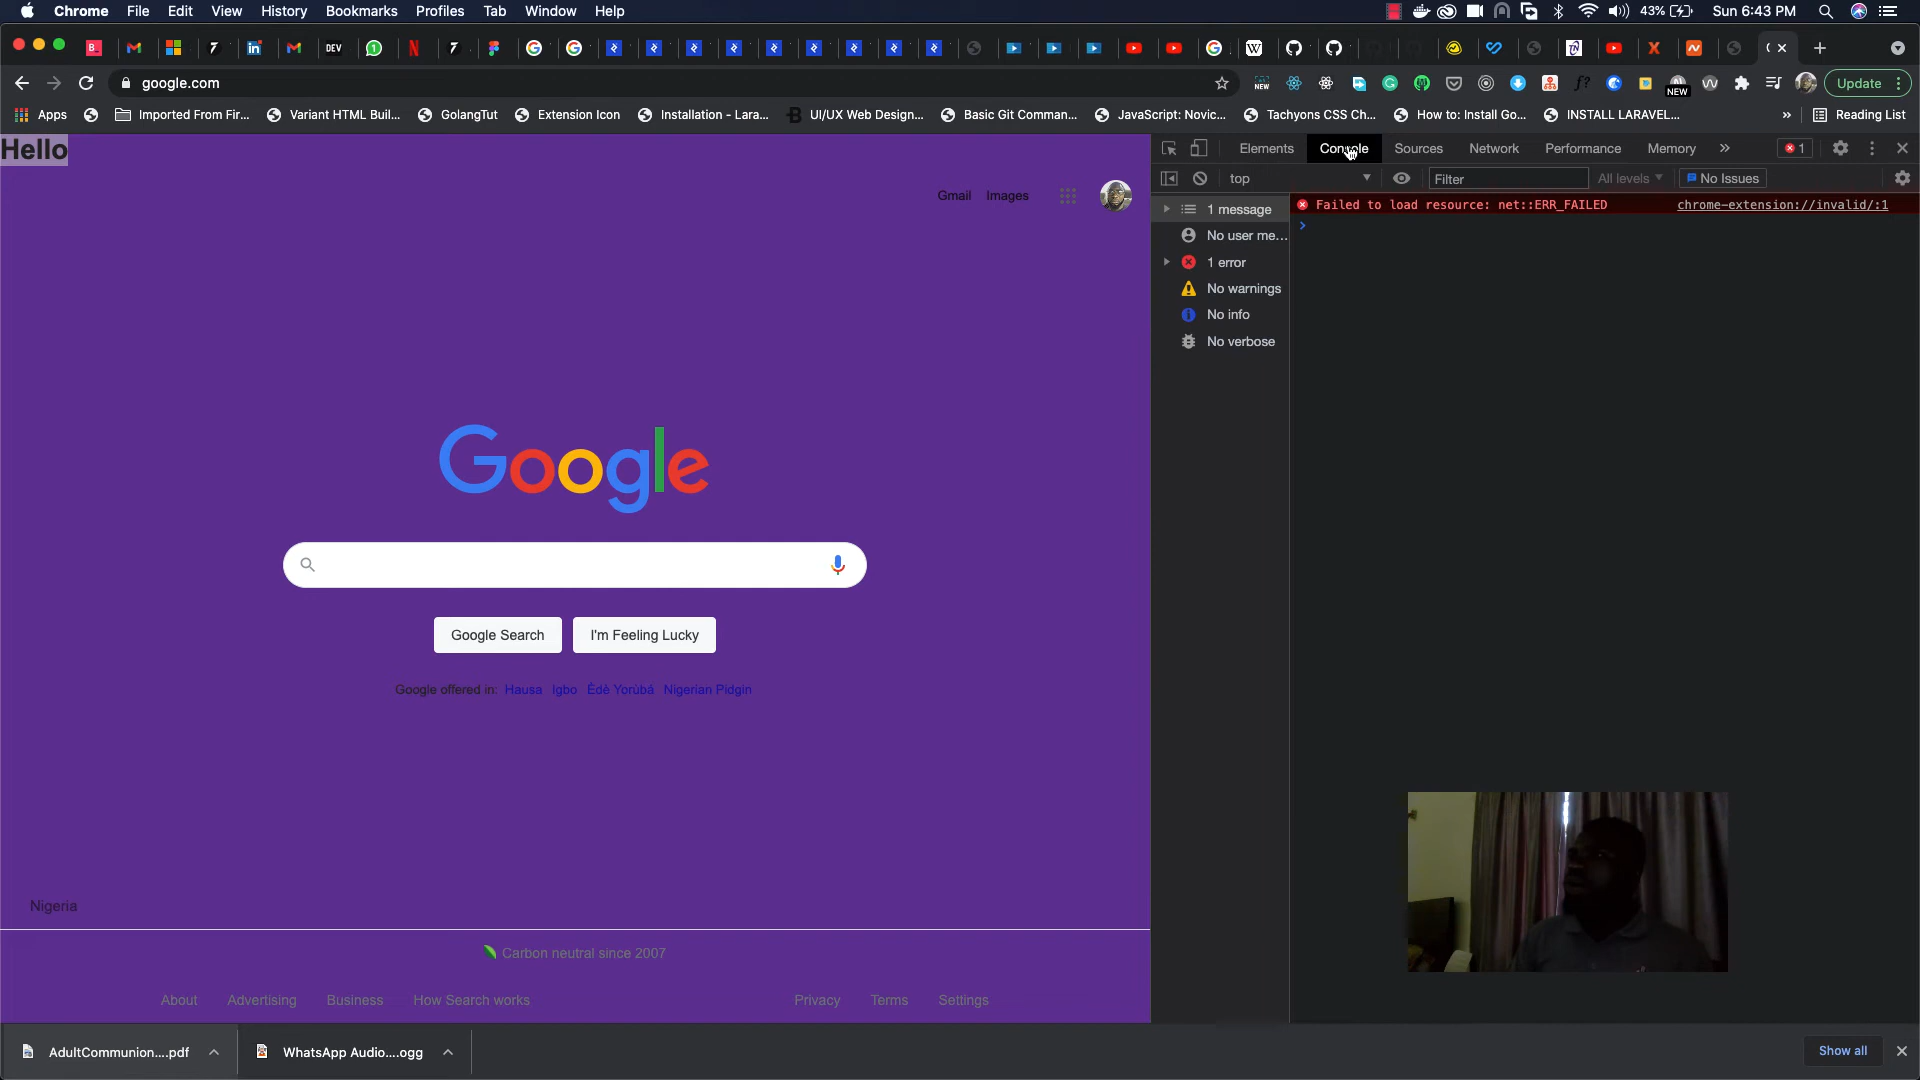 Chrome File Edit View History Bookmarks Profiles Tab Window Help 43% Sun 6:43 PM
B. DEV 1 N G G G W X
google.com NEW f? NEW Update
Apps Imported From Fir... Variant HTML Buil... GolangTut Extension Icon Installation - Lara... UI/UX Web Design... Basic Git Comman... JavaScript: Novic... Tachyons CSS Ch... How to: Install Go... INSTALL LARAVEL... » Reading List
Hello
Elements Console Sources Network Performance Memory » 1
top Filter All levels No Issues
Gmail Images
1 message
Failed to load resource: net::ERR_FAILED chrome-extension://invalid/:1
No user me...
1 error
No warnings
No info
No verbose
Google
Google Search I'm Feeling Lucky
Google offered in: Hausa Igbo Èdè Yorùbá Nigerian Pidgin
Nigeria
Carbon neutral since 2007
About Advertising Business How Search works Privacy Terms Settings
AdultCommunion....pdf WhatsApp Audio....ogg Show all